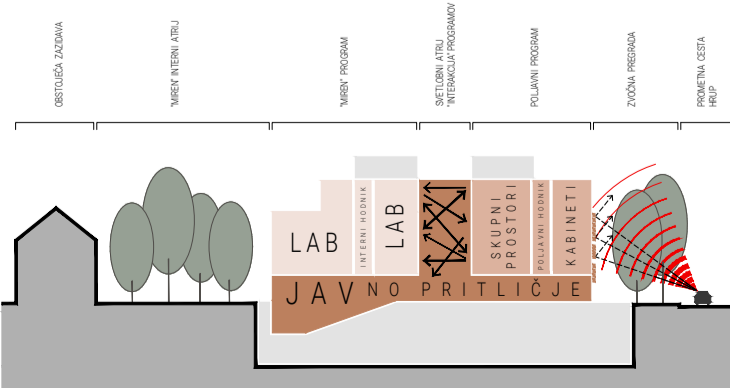 OBSTOJEČA ZAZIDAVA
"MIREN" INTERNI ATRIJ
"MIREN" PROGRAM
SVETLOBNI ATRIJ
"INTERAKCIJA" PROGRAMOV
POLJAVNI PROGRAM
ZVOČNA PREGRADA
PROMETNA CESTA
HRUP
LAB
INTERNI HODNIK
LAB
SKUPNI
PROSTORI
POLJAVNI HODNIK
KABINETI
JAVNO PRITLIČJE